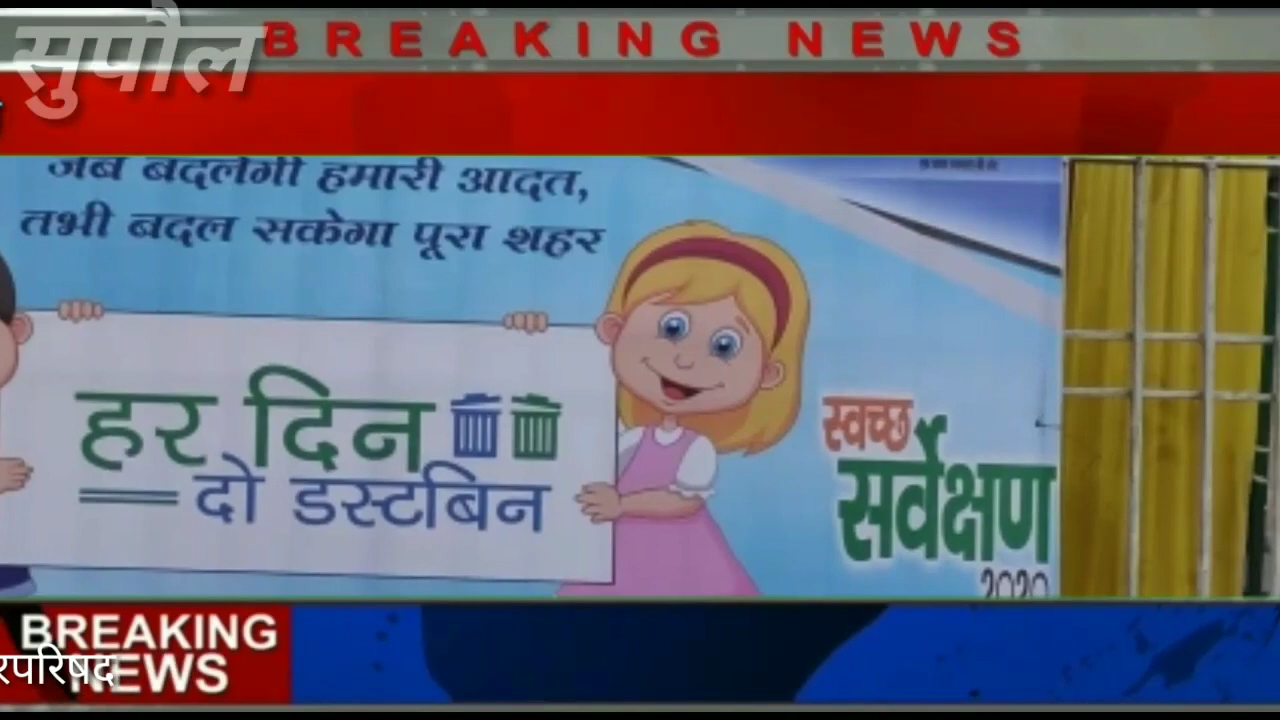 सुपौल
BREAKING NEWS
जब बदलेगी हमारी आदत,
तभी बदल सकेगा पूरा शहर
हर दिन
दो डस्टबिन
स्वच्छ
सर्वेक्षण
2020
BREAKING
NEWS
रपरिषद